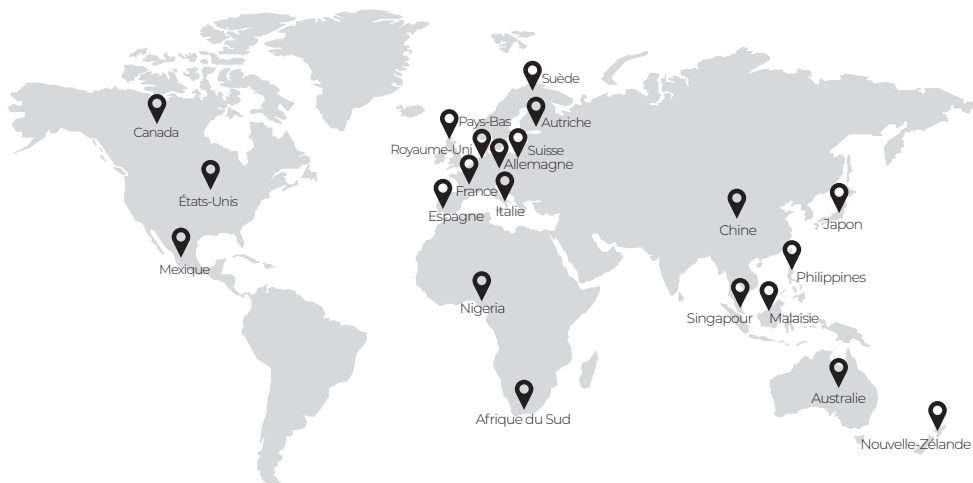 Suède
Canada
Pays-Bas
Autriche
Royaume-Uni
Suisse
Allemagne
France
États-Unis
Espagne
Italie
Chine
Japon
Mexique
Philippines
Nigeria
Singapour
Malaisie
Australie
Afrique du Sud
Nouvelle-Zélande